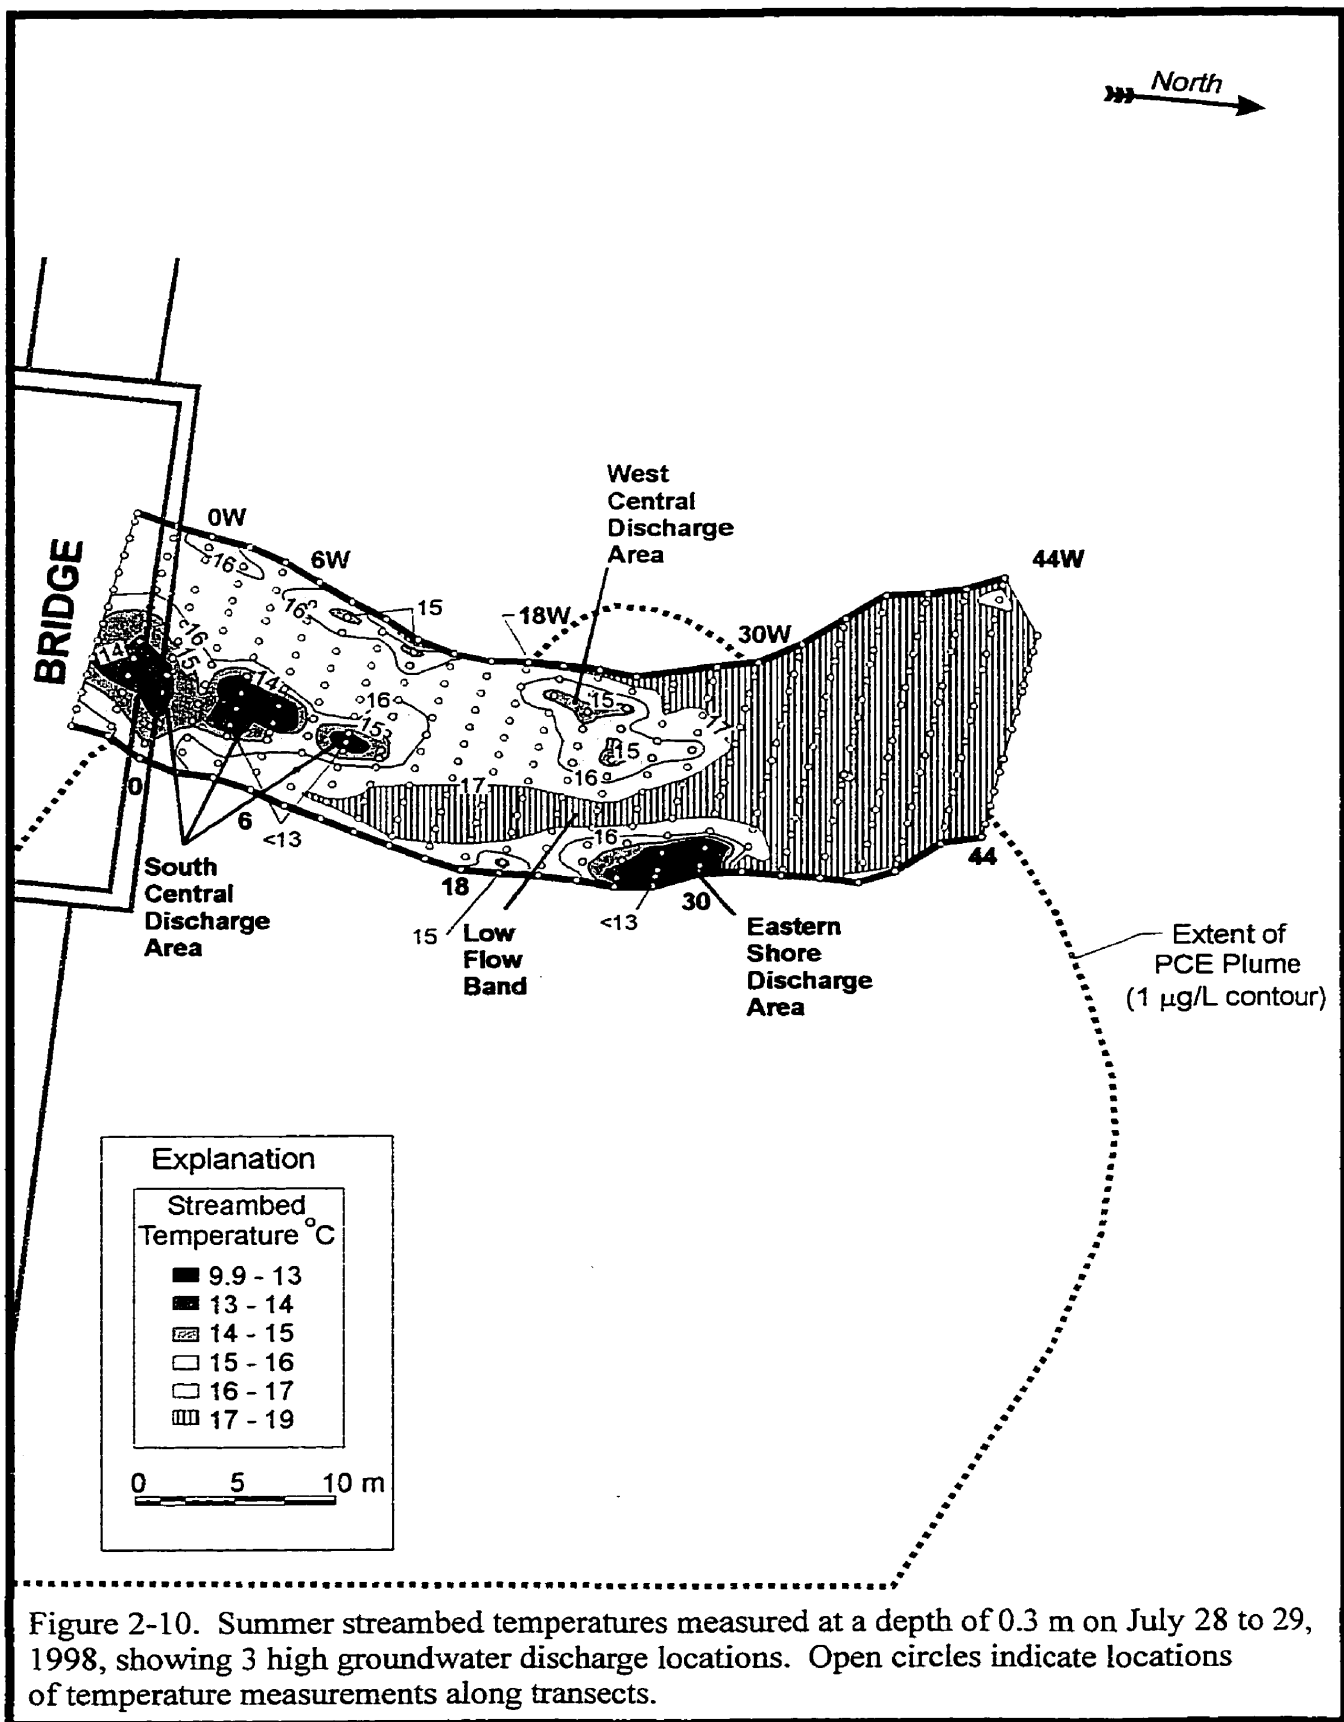 North
West
Central
Discharge
Area
0W
6W
18W
30W
44W
BRIDGE
16
16
15
16
15
14
14
16
15
15
17
15
16
17
16
0
6
<13
18
15
30
<13
44
South
Central
Discharge
Area
Low
Flow
Band
Eastern
Shore
Discharge
Area
Extent of
PCE Plume
(1 µg/L contour)
Explanation
Streambed
Temperature °C
9.9 - 13
13 - 14
14 - 15
15 - 16
16 - 17
17 - 19
0 5 10 m
Figure 2-10. Summer streambed temperatures measured at a depth of 0.3 m on July 28 to 29,
1998, showing 3 high groundwater discharge locations. Open circles indicate locations
of temperature measurements along transects.